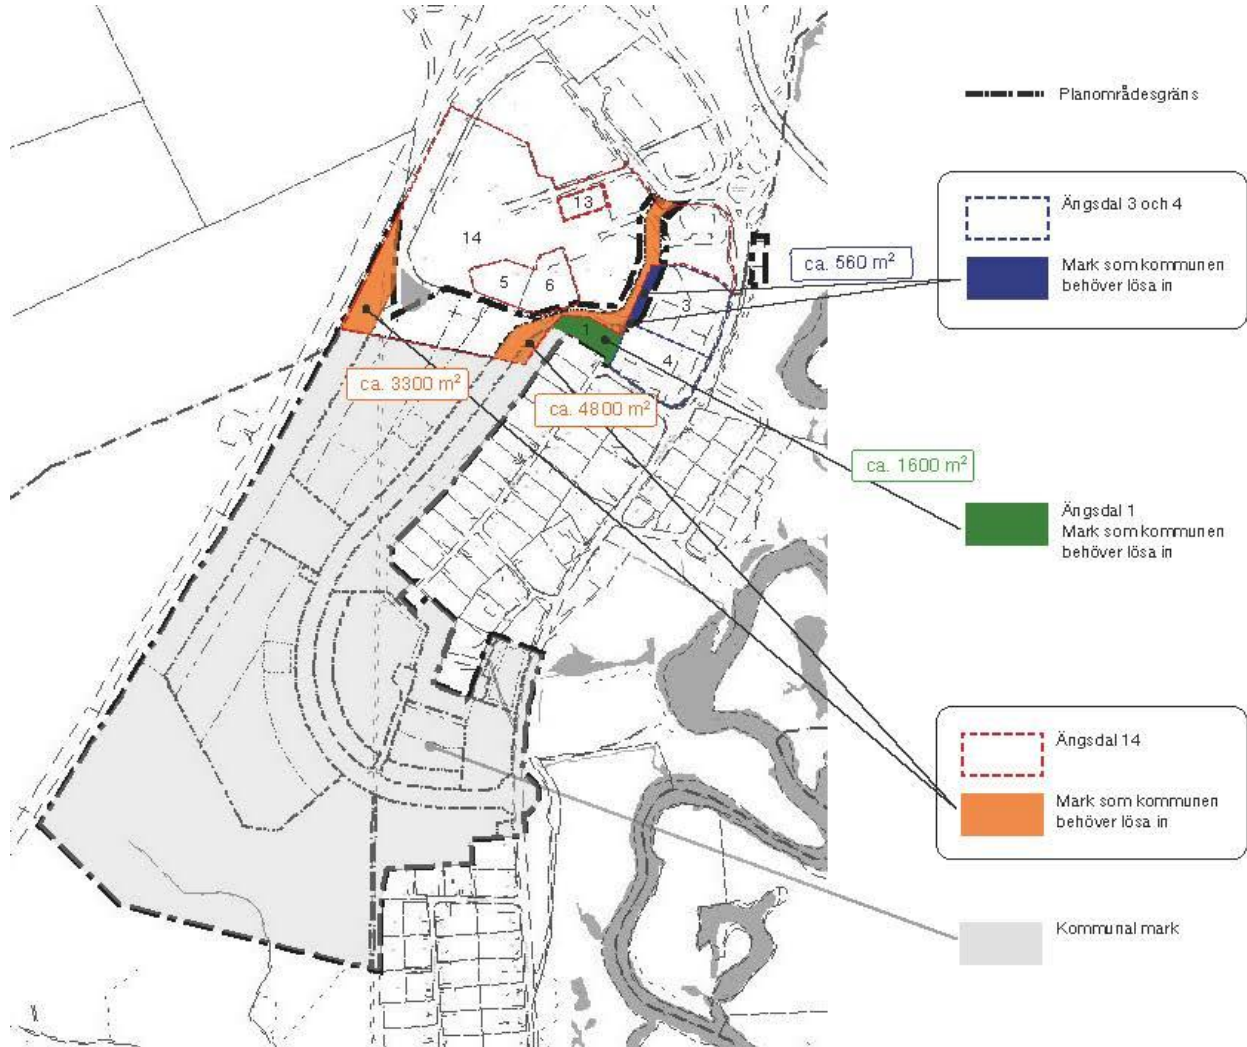 Planområdesgräns
Ängsdal 3 och 4
Mark som kommunen
behöver lösa in
ca. 560 m²
13
14
5
6
3
1
4
ca. 3300 m²
ca. 4800 m²
ca. 1600 m²
Ängsdal 1
Mark som kommunen
behöver lösa in
Ängsdal 14
Mark som kommunen
behöver lösa in
Kommunal mark